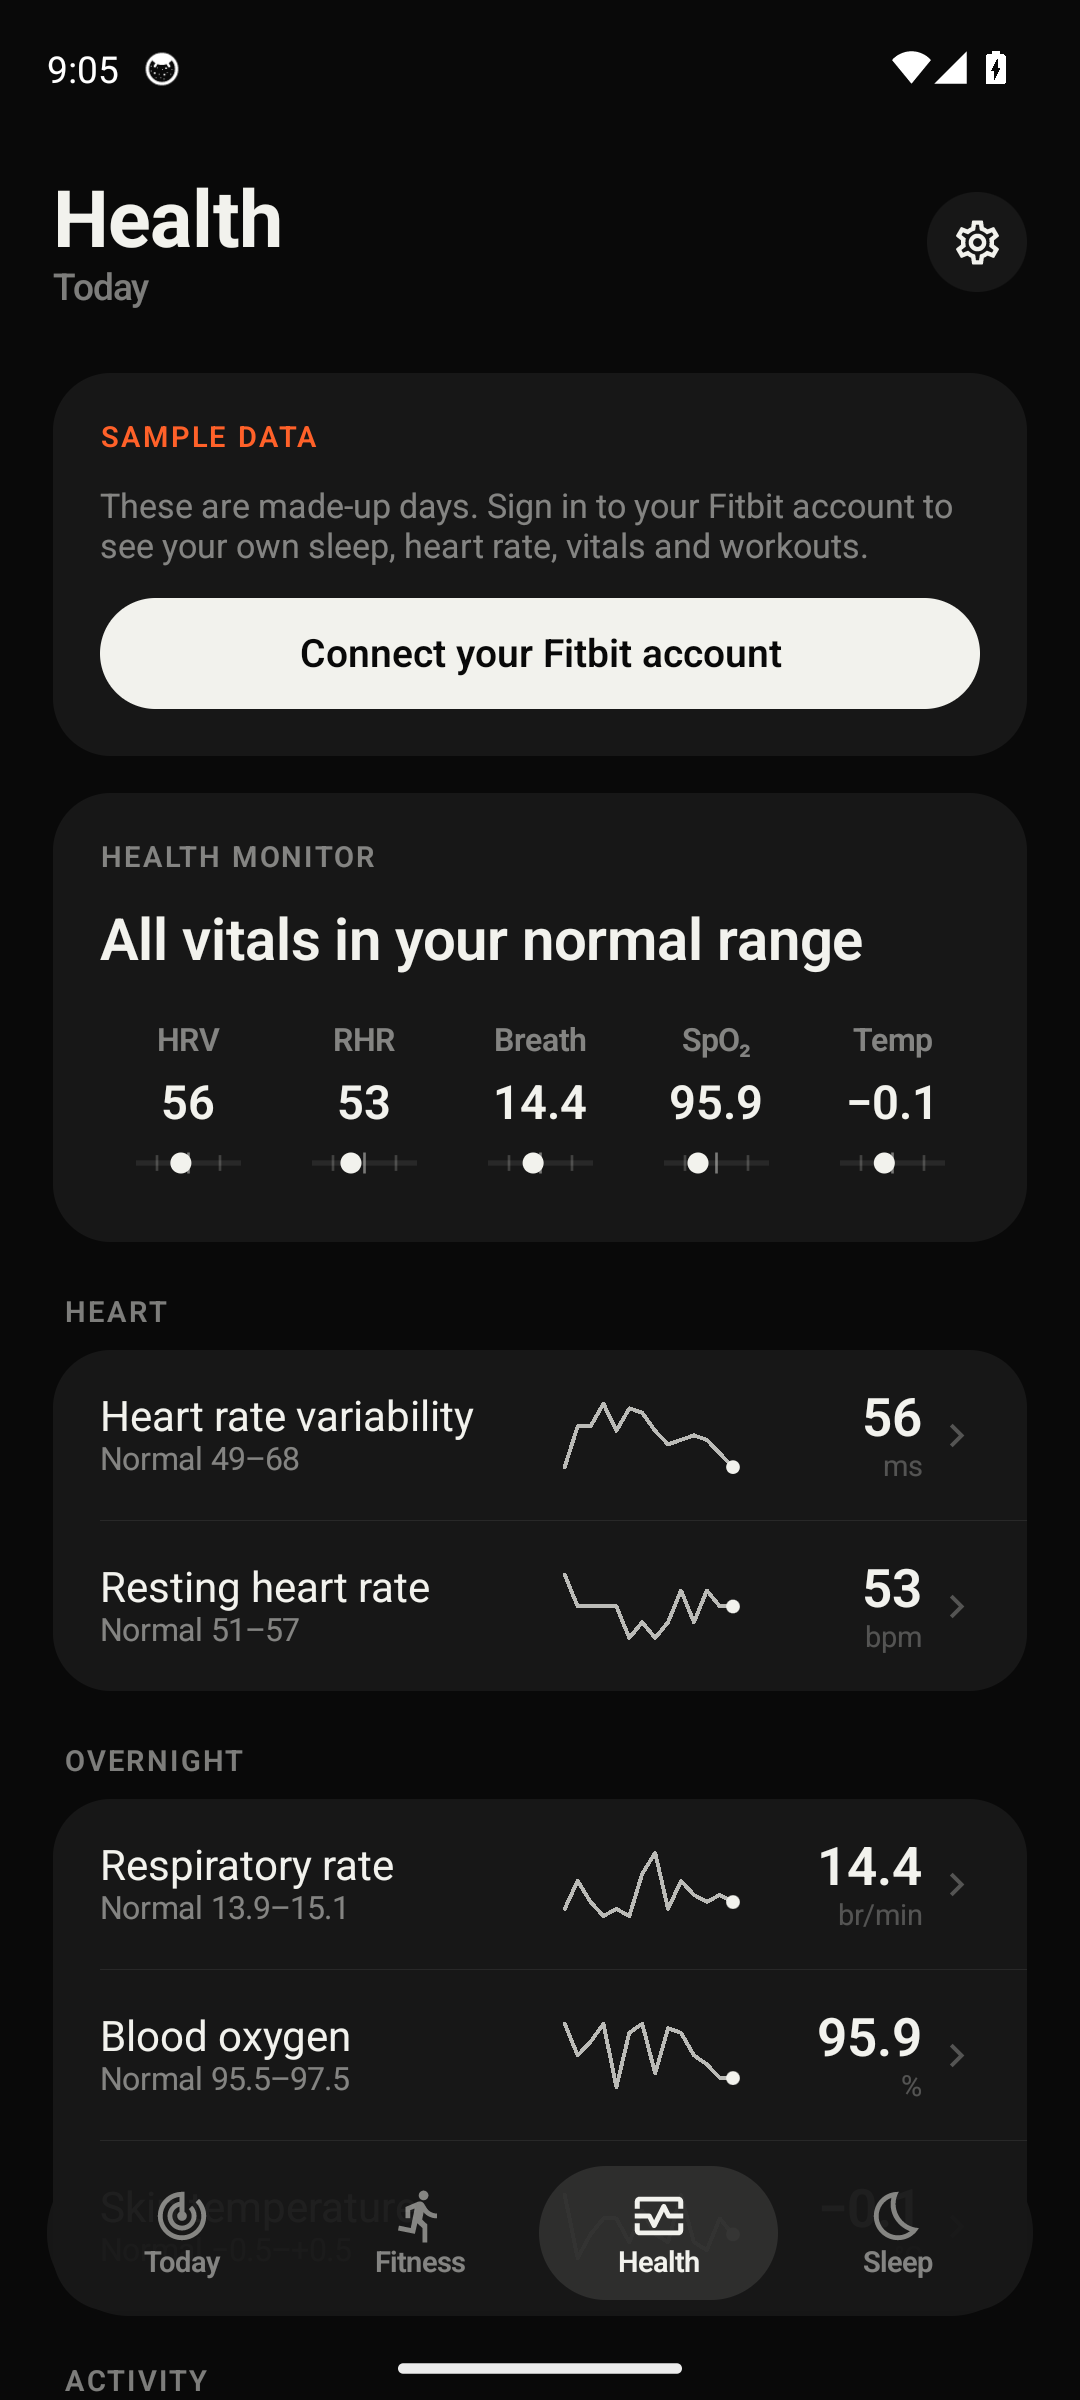 9:05
Health
Today
SAMPLE DATA
These are made-up days. Sign in to your Fitbit account to
see your own sleep, heart rate, vitals and workouts.
Connect your Fitbit account
HEALTH MONITOR
All vitals in your normal range
HRV RHR Breath SpO₂ Temp
56 53 14.4 95.9 −0.1
HEART
Heart rate variability 56
Normal 49–68 ms
Resting heart rate 53
Normal 51–57 bpm
OVERNIGHT
Respiratory rate 14.4
Normal 13.9–15.1 br/min
Blood oxygen 95.9
Normal 95.5–97.5 %
Today Fitness Health Sleep
ACTIVITY